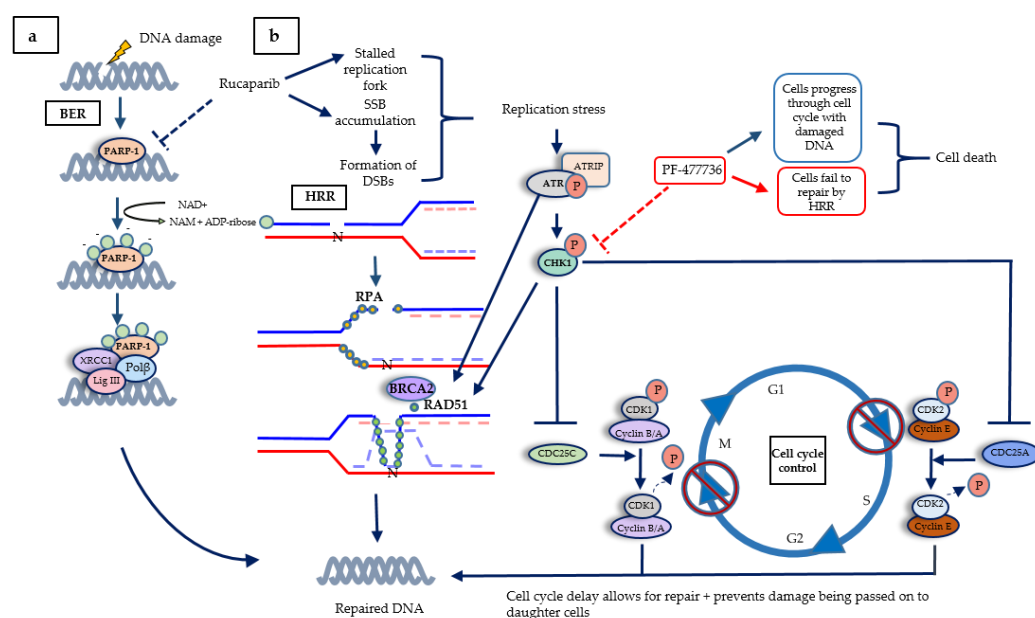 a
DNA damage
BER
PARP-1
NAD+
NAM + ADP-ribose
-
-
-
-
PARP-1
PARP-1
XRCC1
Polβ
Lig III
b
Rucaparib
Stalled
replication
fork
SSB
accumulation
Formation of
DSBs
HRR
N
RPA
N
BRCA2
RAD51
N
Repaired DNA
Replication stress
ATRIP
ATR
P
P
CHK1
PF-477736
Cells progress
through cell
cycle with
damaged
DNA
Cells fail to
repair by
HRR
Cell death
CDC25C
P
CDK1
Cyclin B/A
P
CDK1
Cyclin B/A
G1
M
Cell cycle
control
S
G2
P
CDK2
Cyclin E
CDC25A
P
CDK2
Cyclin E
Cell cycle delay allows for repair + prevents damage being passed on to
daughter cells